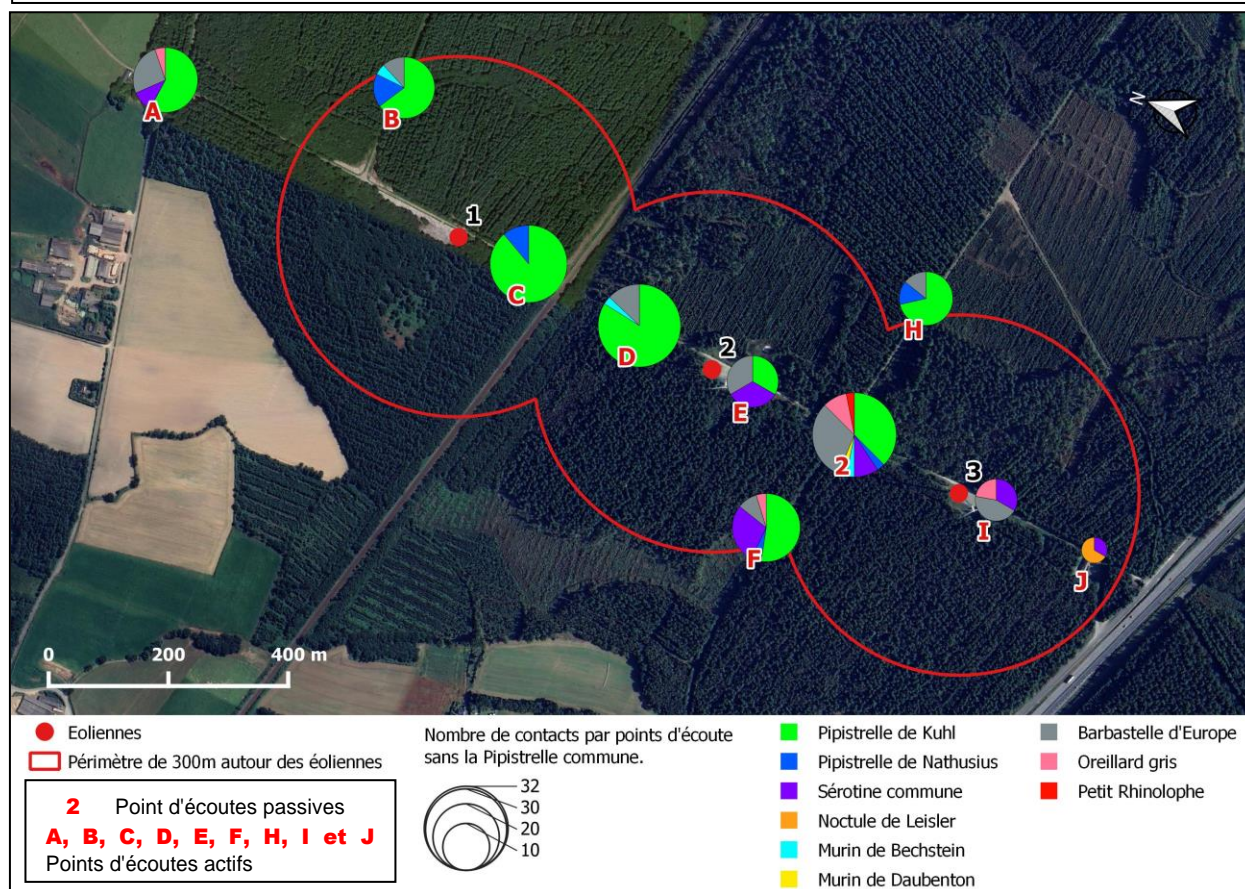 A
B
N
1
C
H
D
2
E
2
3
F
I
J
0 200 400 m
Eoliennes
Périmètre de 300m autour des éoliennes
2 Point d'écoutes passives
A, B, C, D, E, F, H, I et J
Points d'écoutes actifs
Nombre de contacts par points d'écoute
sans la Pipistrelle commune.
32
30
20
10
Pipistrelle de Kuhl
Pipistrelle de Nathusius
Sérotine commune
Noctule de Leisler
Murin de Bechstein
Murin de Daubenton
Barbastelle d'Europe
Oreillard gris
Petit Rhinolophe